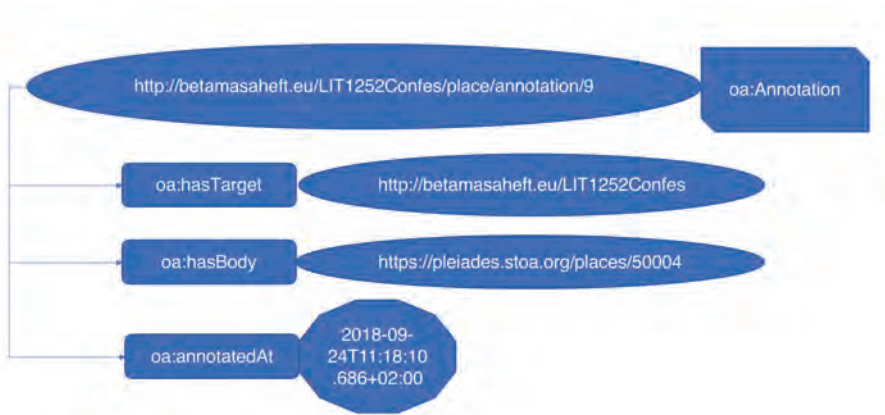 http://betamasaheft.eu/LIT1252Confes/place/annotation/9
oa:Annotation
oa:hasTarget
http://betamasaheft.eu/LIT1252Confes
oa:hasBody
https://pleiades.stoa.org/places/50004
oa:annotatedAt
2018-09-
24T11:18:10
.686+02:00